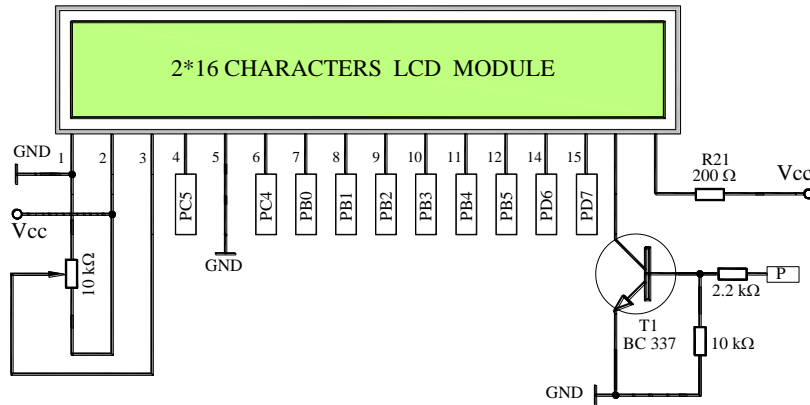 2*16 CHARACTERS LCD MODULE
GND
1
2
3
4
5
6
7
8
9
10
11
12
14
15
R21
200 Ω
Vcc
Vcc
PC5
PC4
PB0
PB1
PB2
PB3
PB4
PB5
PD6
PD7
GND
10 kΩ
P
2.2 kΩ
T1
BC 337
10 kΩ
GND